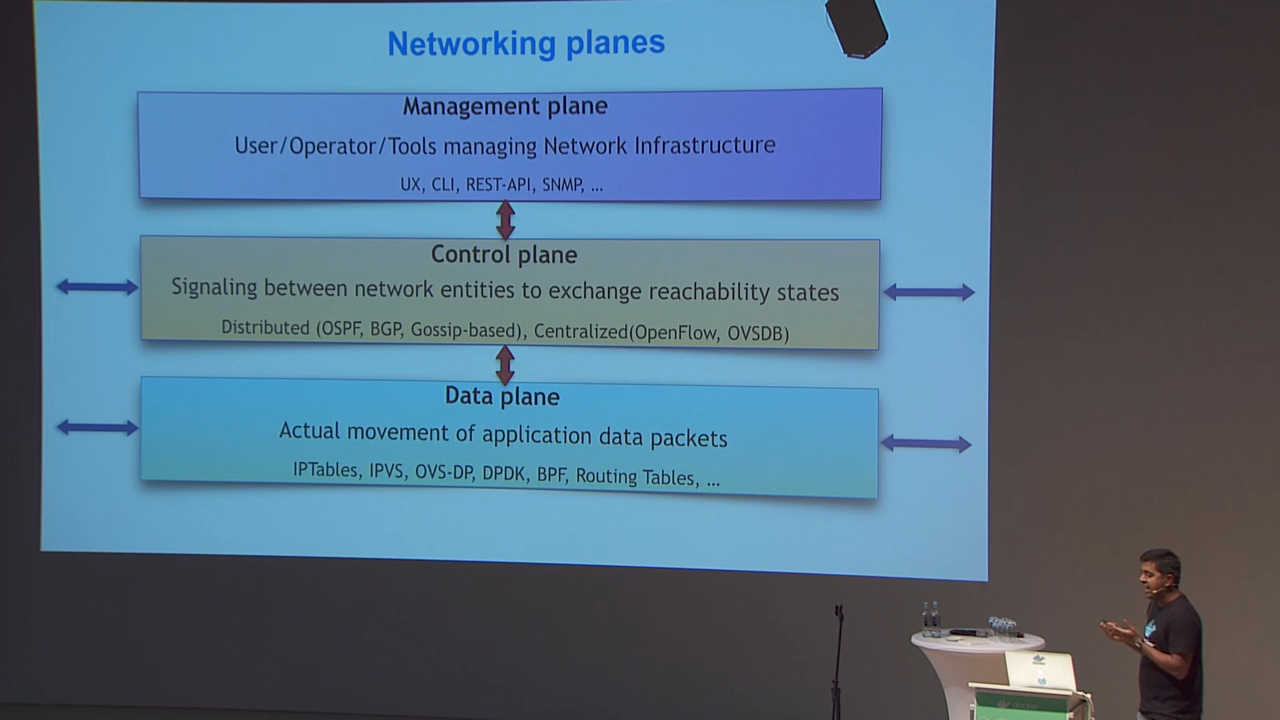 Networking planes
Management plane
User/Operator/Tools managing Network Infrastructure
UX, CLI, REST-API, SNMP, ...
Control plane
Signaling between network entities to exchange reachability states
Distributed (OSPF, BGP, Gossip-based), Centralized(OpenFlow, OVSDB)
Data plane
Actual movement of application data packets
IPTables, IPVS, OVS-DP, DPDK, BPF, Routing Tables, ...
docker